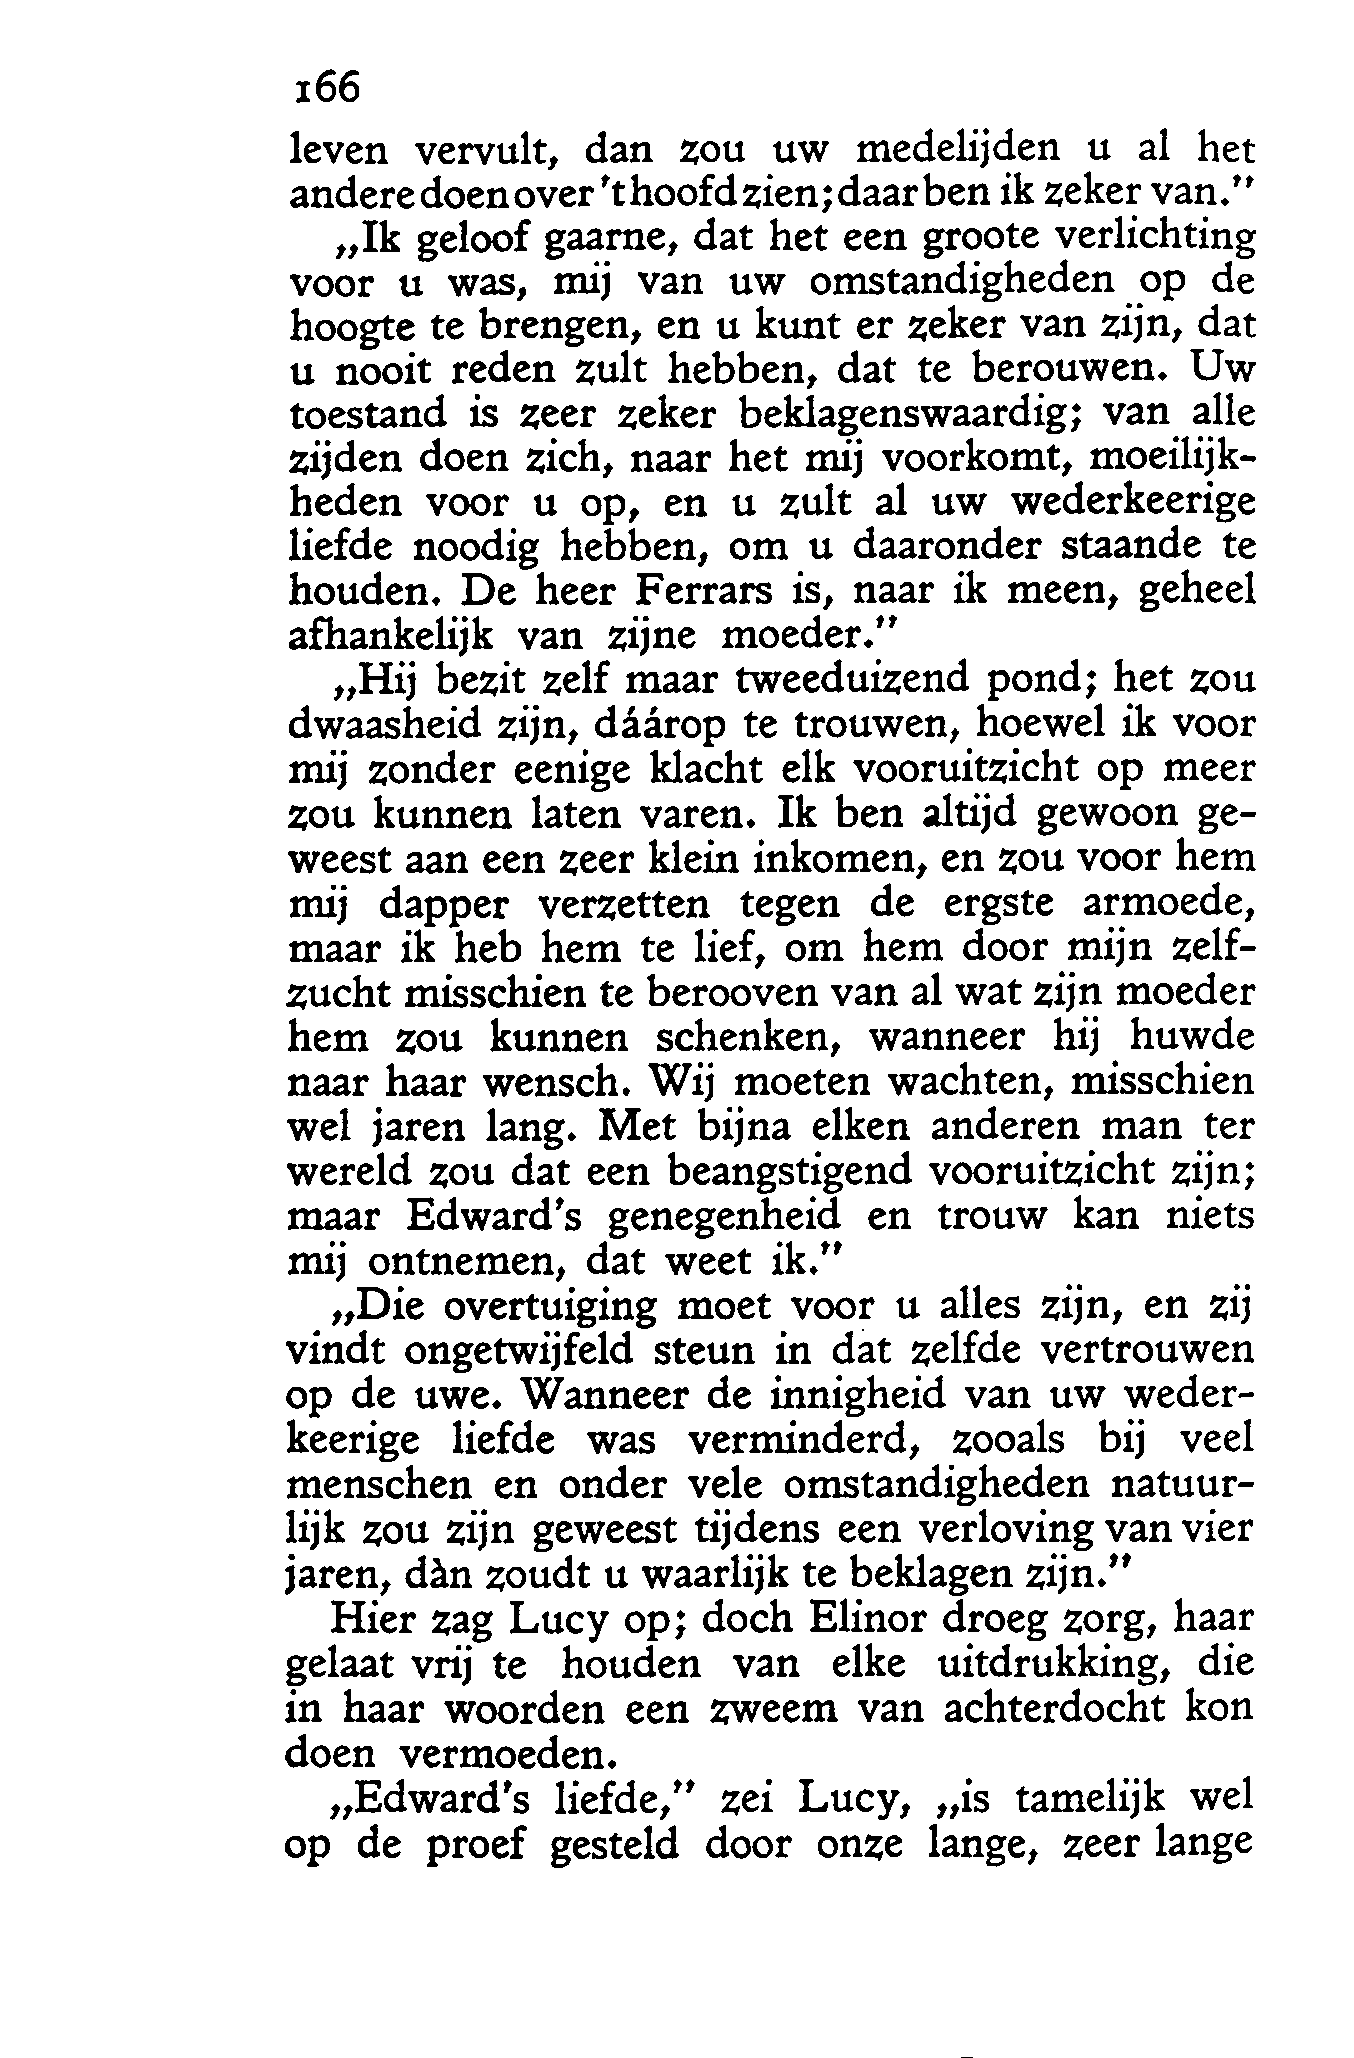 166
leven vervult, dan zou uw medelijden u al het
andere doen over 't hoofd zien; daar ben ik zeker van."
„Ik geloof gaarne, dat het een groote verlichting
voor u was, mij van uw omstandigheden op de
hoogte te brengen, en u kunt er zeker van zijn, dat
u nooit reden zult hebben, dat te berouwen. Uw
toestand is zeer zeker beklagenswaardig; van alle
zijden doen zich, naar het mij voorkomt, moeilijk-
heden voor u op, en u zult al uw wederkeerige
liefde noodig hebben, om u daaronder staande te
houden. De heer Ferrars is, naar ik meen, geheel
afhankelijk van zijne moeder."
„Hij bezit zelf maar tweeduizend pond; het zou
dwaasheid zijn, dáárop te trouwen, hoewel ik voor
mij zonder eenige klacht elk vooruitzicht op meer
zou kunnen laten varen. Ik ben altijd gewoon ge-
weest aan een zeer klein inkomen, en zou voor hem
mij dapper verzetten tegen de ergste armoede,
maar ik heb hem te lief, om hem door mijn zelf-
zucht misschien te berooven van al wat zijn moeder
hem zou kunnen schenken, wanneer hij huwde
naar haar wensch. Wij moeten wachten, misschien
wel jaren lang. Met bijna elken anderen man ter
wereld zou dat een beangstigend vooruitzicht zijn;
maar Edward's genegenheid en trouw kan niets
mij ontnemen, dat weet ik."
„Die overtuiging moet voor u alles zijn, en zij
vindt ongetwijfeld steun in dat zelfde vertrouwen
op de uwe. Wanneer de innigheid van uw weder-
keerige liefde was verminderd, zooals bij veel
menschen en onder vele omstandigheden natuur-
lijk zou zijn geweest tijdens een verloving van vier
jaren, dàn zoudt u waarlijk te beklagen zijn."
Hier zag Lucy op; doch Elinor droeg zorg, haar
gelaat vrij te houden van elke uitdrukking, die
in haar woorden een zweem van achterdocht kon
doen vermoeden.
„Edward's liefde," zei Lucy, „is tamelijk wel
op de proef gesteld door onze lange, zeer lange